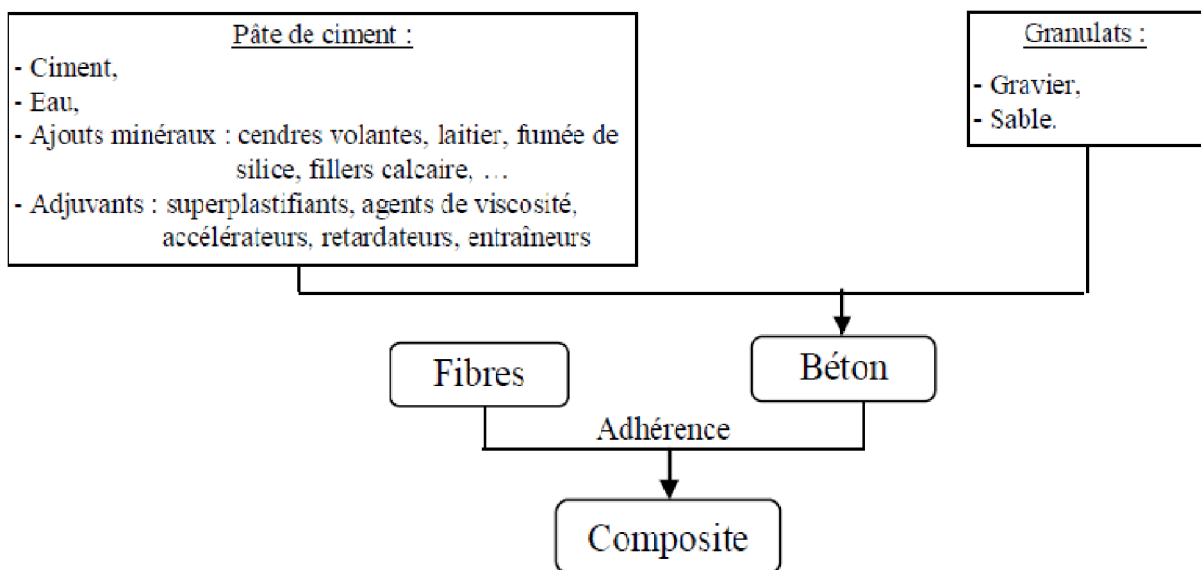 Pâte de ciment :
- Ciment,
- Eau,
- Ajouts minéraux : cendres volantes, laitier, fumée de
silice, fillers calcaire, …
- Adjuvants : superplastifiants, agents de viscosité,
accélérateurs, retardateurs, entraîneurs
Granulats :
- Gravier,
- Sable.
Fibres
Béton
Adhérence
Composite